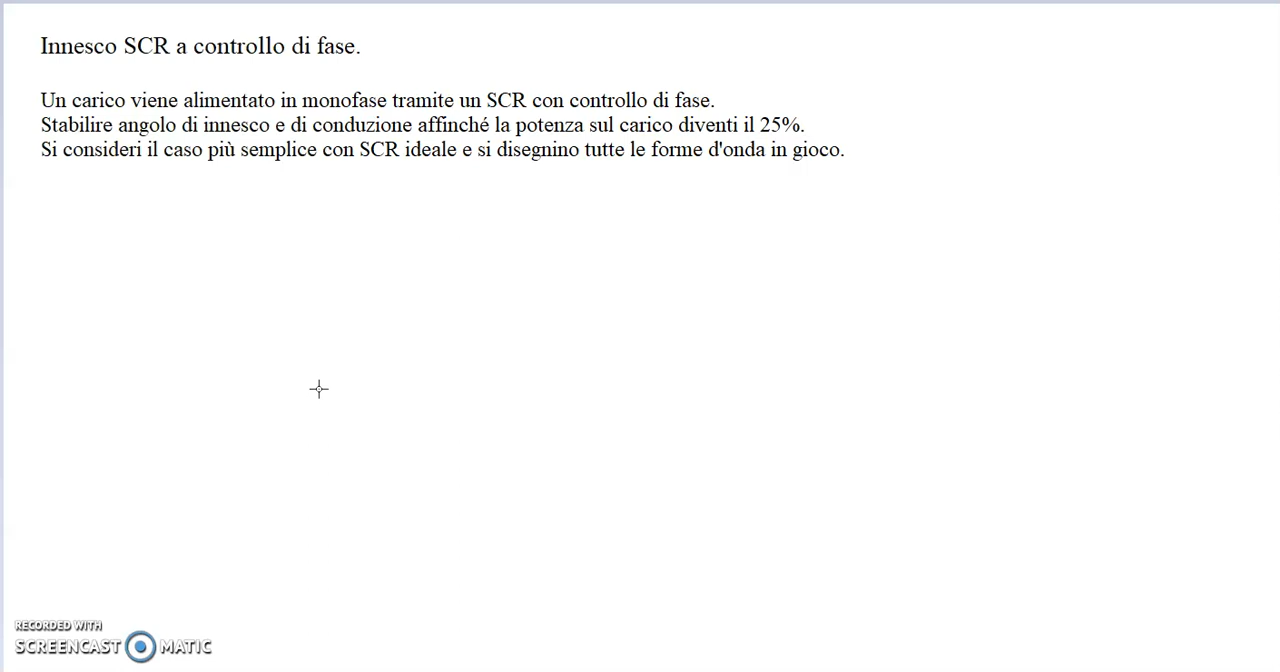 Innesco SCR a controllo di fase.
Un carico viene alimentato in monofase tramite un SCR con controllo di fase.
Stabilire angolo di innesco e di conduzione affinché la potenza sul carico diventi il 25%.
Si consideri il caso più semplice con SCR ideale e si disegnino tutte le forme d'onda in gioco.
RECORDED WITH
SCREENCAST MATIC